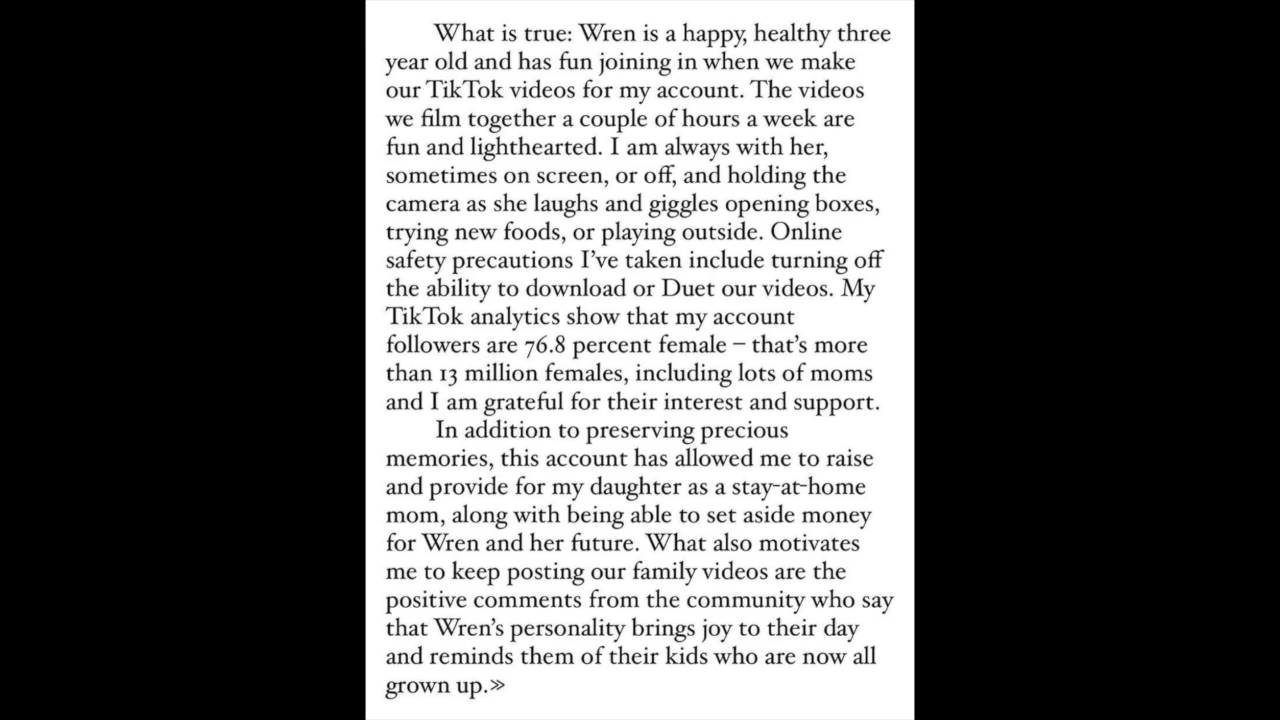 What is true: Wren is a happy, healthy three
year old and has fun joining in when we make
our TikTok videos for my account. The videos
we film together a couple of hours a week are
fun and lighthearted. I am always with her,
sometimes on screen, or off, and holding the
camera as she laughs and giggles opening boxes,
trying new foods, or playing outside. Online
safety precautions I’ve taken include turning off
the ability to download or Duet our videos. My
TikTok analytics show that my account
followers are 76.8 percent female – that’s more
than 13 million females, including lots of moms
and I am grateful for their interest and support.
In addition to preserving precious
memories, this account has allowed me to raise
and provide for my daughter as a stay-at-home
mom, along with being able to set aside money
for Wren and her future. What also motivates
me to keep posting our family videos are the
positive comments from the community who say
that Wren’s personality brings joy to their day
and reminds them of their kids who are now all
grown up.»